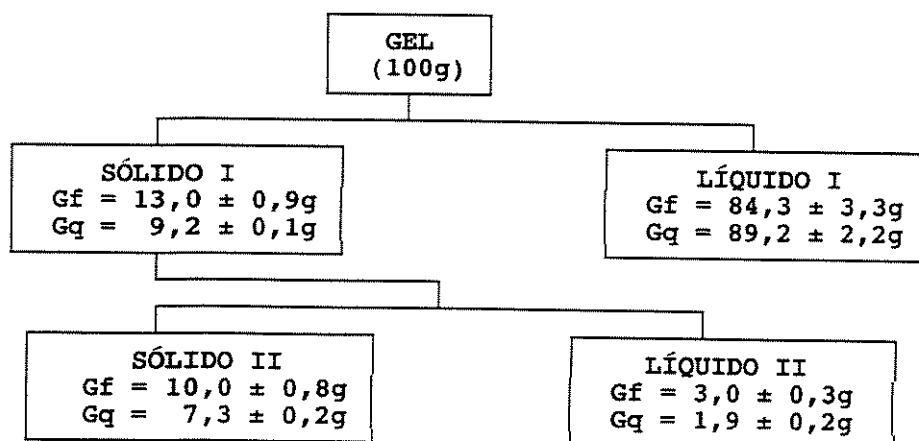 GEL
(100g)
SÓLIDO I
Gf = 13,0 ± 0,9g
Gq = 9,2 ± 0,1g
LÍQUIDO I
Gf = 84,3 ± 3,3g
Gq = 89,2 ± 2,2g
SÓLIDO II
Gf = 10,0 ± 0,8g
Gq = 7,3 ± 0,2g
LÍQUIDO II
Gf = 3,0 ± 0,3g
Gq = 1,9 ± 0,2g